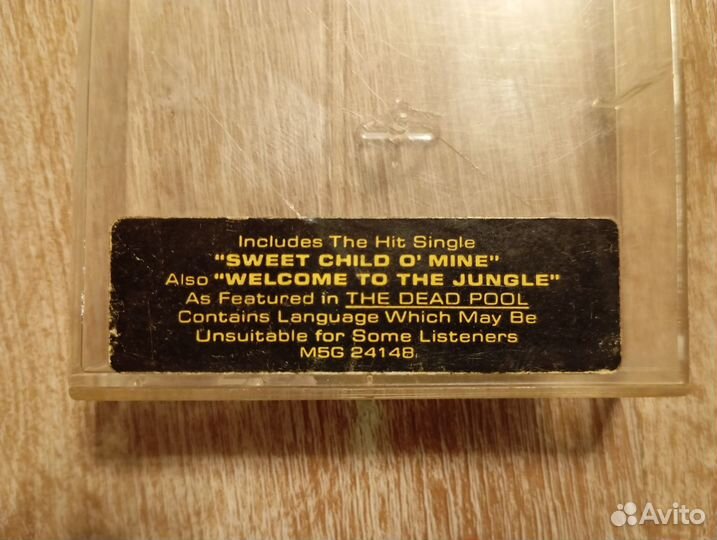 Includes The Hit Single
"SWEET CHILD O' MINE"
Also "WELCOME TO THE JUNGLE"
As Featured in THE DEAD POOL
Contains Language Which May Be
Unsuitable for Some Listeners
M5G 24148
Avito